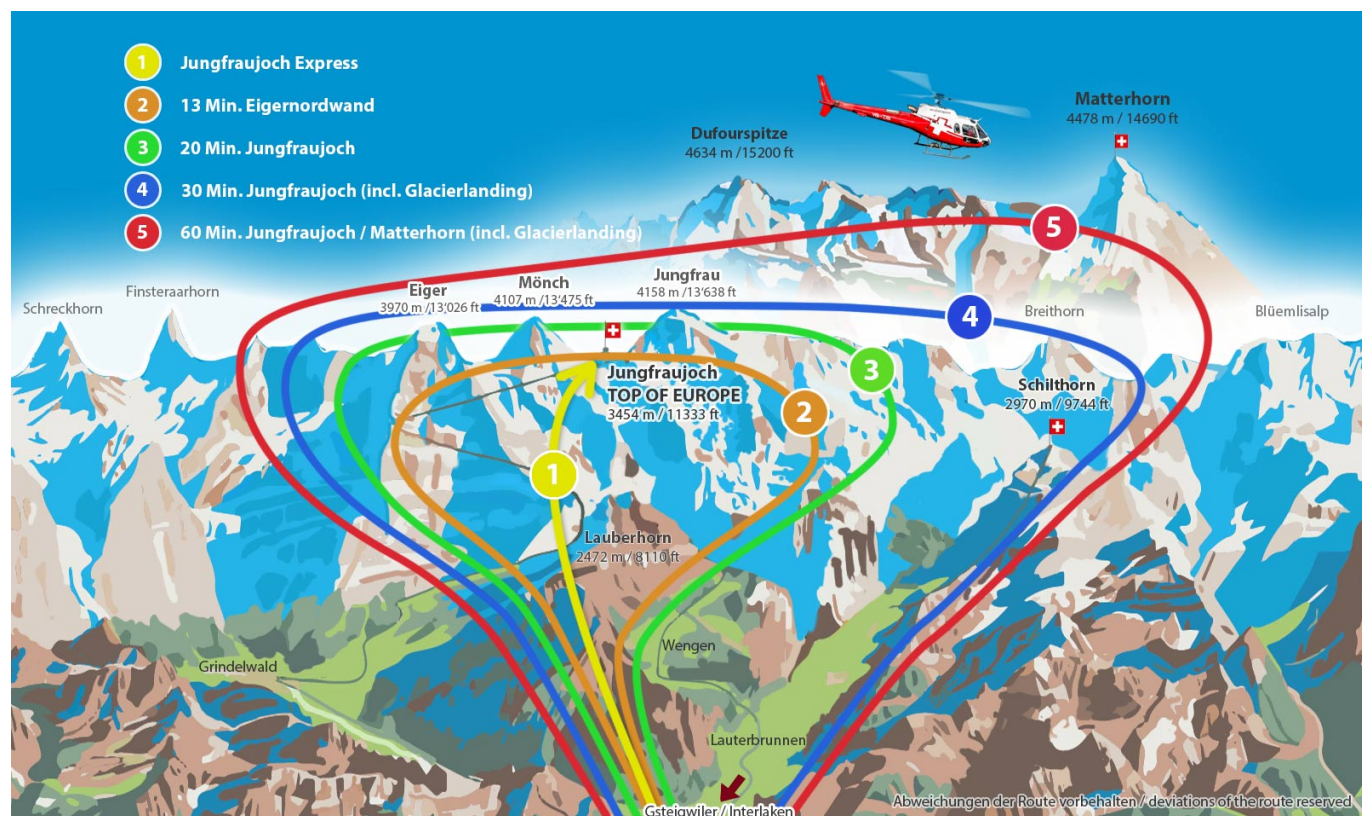 1 Jungfraujoch Express
2 13 Min. Eigernordwand
3 20 Min. Jungfraujoch
4 30 Min. Jungfraujoch (incl. Glacierlanding)
5 60 Min. Jungfraujoch / Matterhorn (incl. Glacierlanding)
Matterhorn
4478 m / 14690 ft
Dufourspitze
4634 m /15200 ft
5
Schreckhorn
Finsteraarhorn
Eiger
3970 m /13'026 ft
Mönch
4107 m /13'475 ft
Jungfrau
4158 m /13'638 ft
4
Breithorn
Blüemlisalp
Jungfraujoch
TOP OF EUROPE
3454 m / 11333 ft
3
Schilthorn
2970 m / 9744 ft
2
1
Lauberhorn
2472 m / 8110 ft
Wengen
Grindelwald
Lauterbrunnen
Gsteigwiler / Interlaken
Abweichungen der Route vorbehalten / deviations of the route reserved